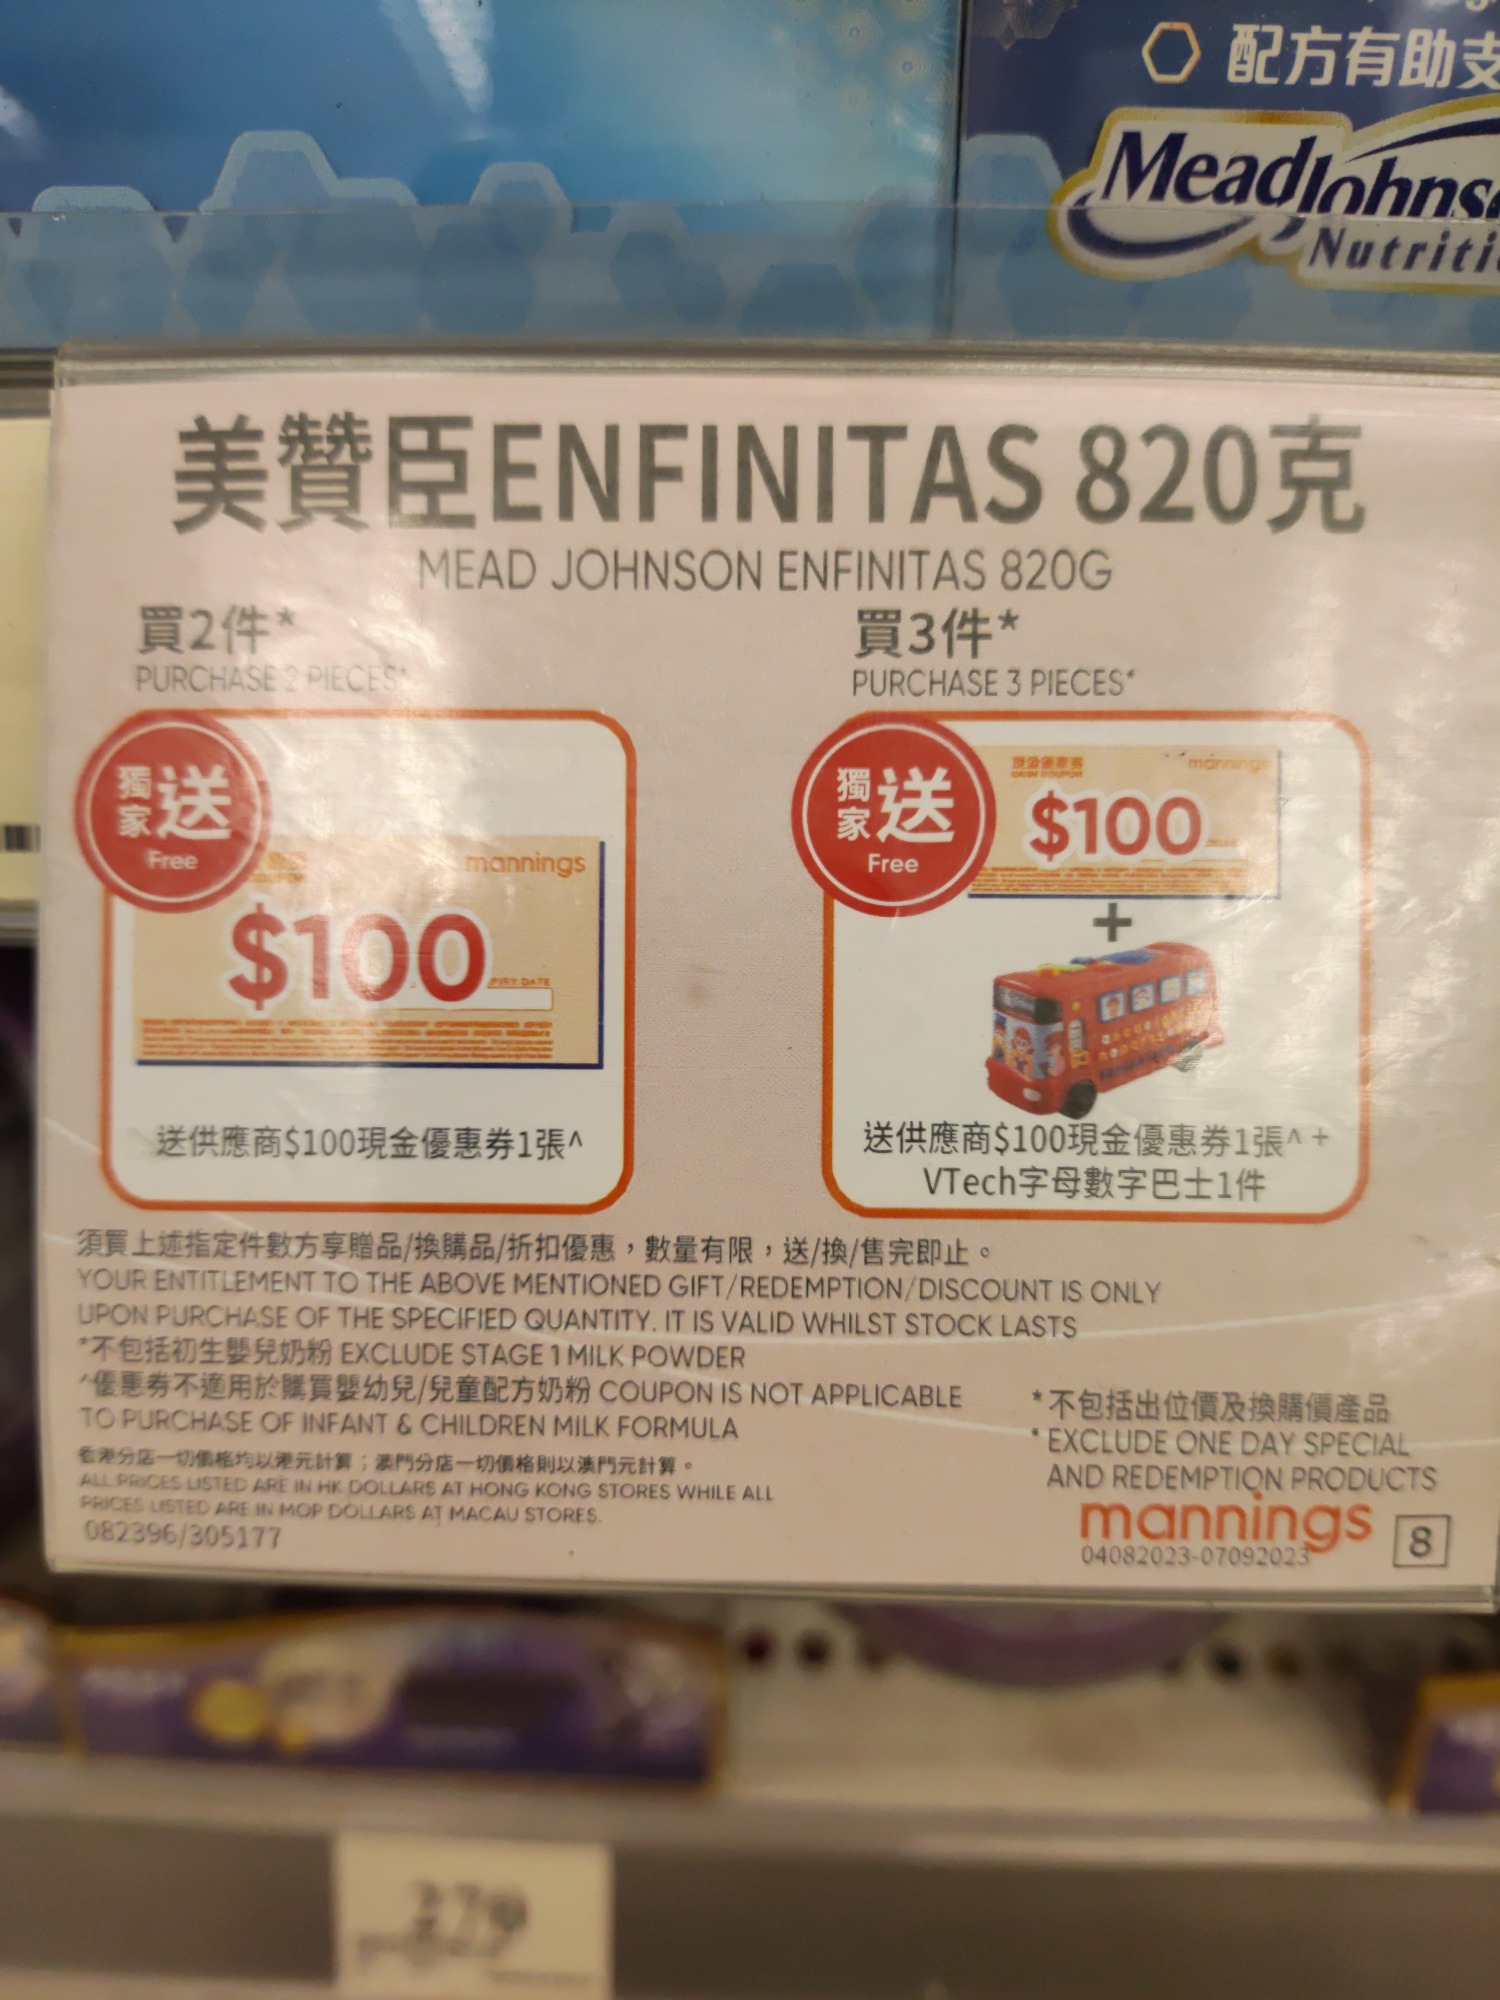 配方有助支
MeadJohns
Nutriti
美贊臣ENFINITAS 820克
MEAD JOHNSON ENFINITAS 820G
買2件*
PURCHASE 2 PIECES*
獨家送
Free
mannings
$100
送供應商$100現金優惠券1張^
買3件*
PURCHASE 3 PIECES*
獨家送
Free
現金優惠券
CASH COUPON
mannings
$100
+
送供應商$100現金優惠券1張^ +
VTech字母數字巴士1件
須買上述指定件數方享贈品/換購品/折扣優惠，數量有限，送/換/售完即止。
YOUR ENTITLEMENT TO THE ABOVE MENTIONED GIFT/REDEMPTION/DISCOUNT IS ONLY
UPON PURCHASE OF THE SPECIFIED QUANTITY. IT IS VALID WHILST STOCK LASTS
*不包括初生嬰兒奶粉 EXCLUDE STAGE 1 MILK POWDER
^優惠券不適用於購買嬰幼兒/兒童配方奶粉 COUPON IS NOT APPLICABLE
TO PURCHASE OF INFANT & CHILDREN MILK FORMULA
香港分店一切價格均以港元計算；澳門分店一切價格則以澳門元計算。
ALL PRICES LISTED ARE IN HK DOLLARS AT HONG KONG STORES WHILE ALL
PRICES LISTED ARE IN MOP DOLLARS AT MACAU STORES.
082396/305177
*不包括出位價及換購價產品
*EXCLUDE ONE DAY SPECIAL
AND REDEMPTION PRODUCTS
mannings
04082023-07092023
8